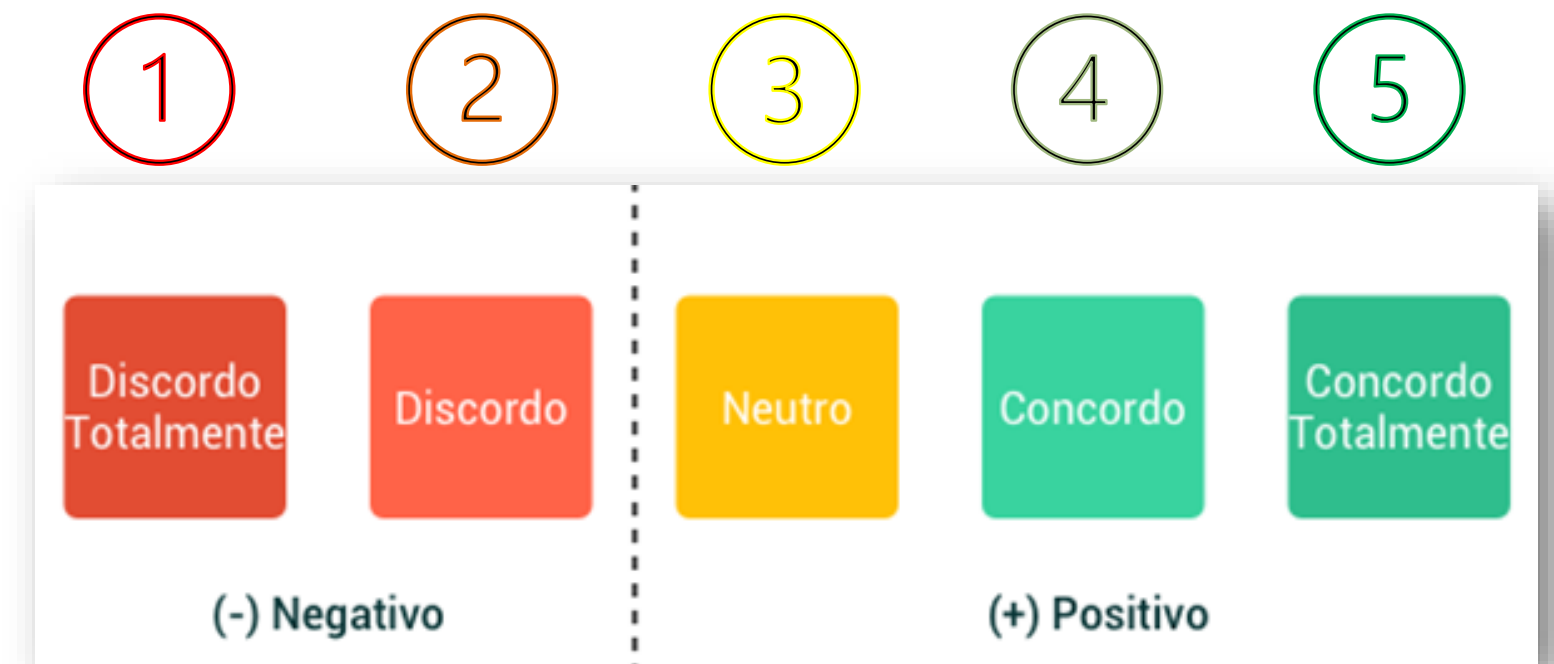 1 2 3 4 5
Discordo
Totalmente
Discordo
Neutro
Concordo
Concordo
Totalmente
(-) Negativo
(+) Positivo